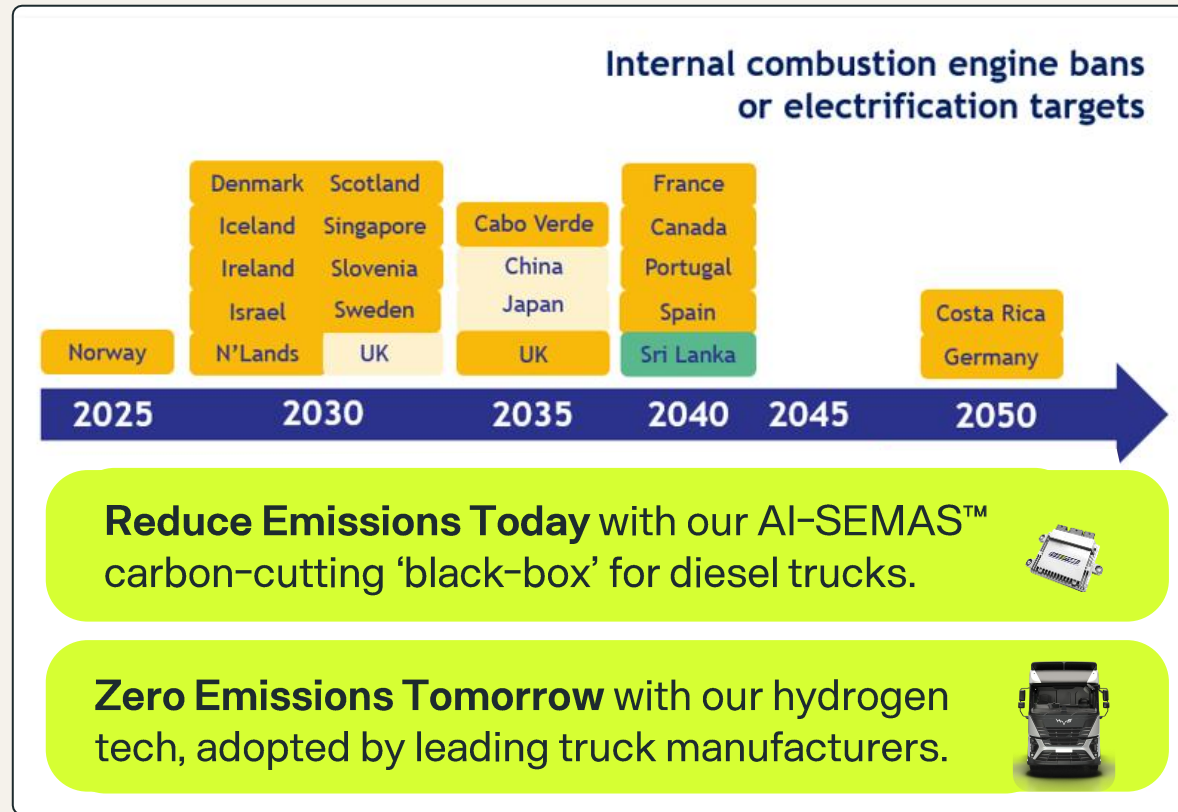 Internal combustion engine bans
or electrification targets
Denmark Scotland
Iceland Singapore
Ireland Slovenia
Israel Sweden
N'Lands UK
Norway
Cabo Verde
China
Japan
UK
France
Canada
Portugal
Spain
Sri Lanka
Costa Rica
Germany
2025 2030 2035 2040 2045 2050
Reduce Emissions Today with our AI-SEMAS™
carbon-cutting ‘black-box’ for diesel trucks.
Zero Emissions Tomorrow with our hydrogen
tech, adopted by leading truck manufacturers.